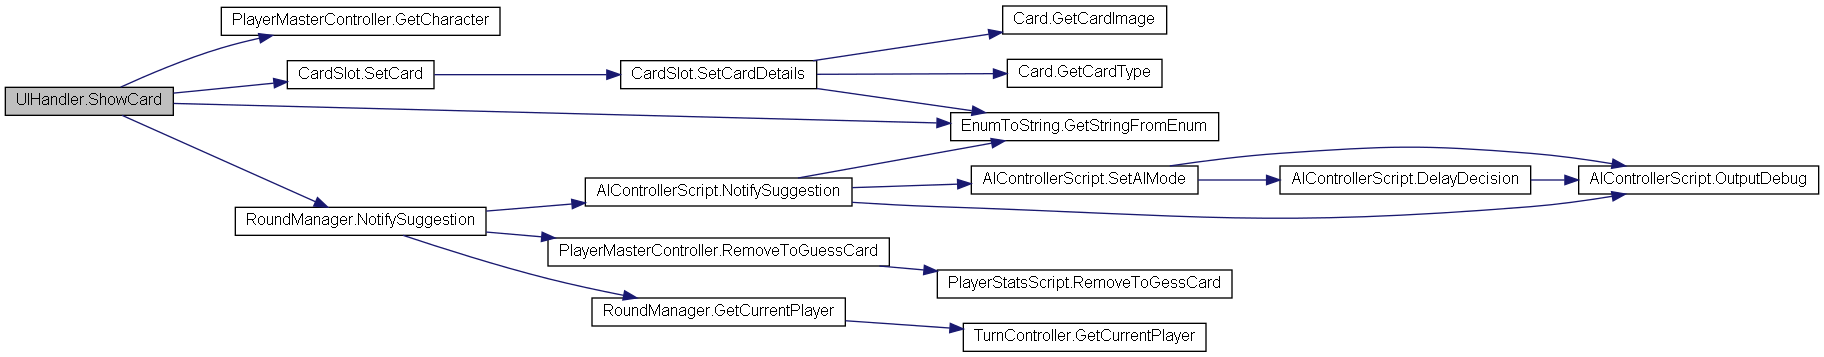 PlayerMasterController.GetCharacter
Card.GetCardImage
CardSlot.SetCard
CardSlot.SetCardDetails
Card.GetCardType
UIHandler.ShowCard
EnumToString.GetStringFromEnum
AIControllerScript.NotifySuggestion
AIControllerScript.SetAIMode
AIControllerScript.DelayDecision
AIControllerScript.OutputDebug
RoundManager.NotifySuggestion
PlayerMasterController.RemoveToGuessCard
PlayerStatsScript.RemoveToGessCard
RoundManager.GetCurrentPlayer
TurnController.GetCurrentPlayer